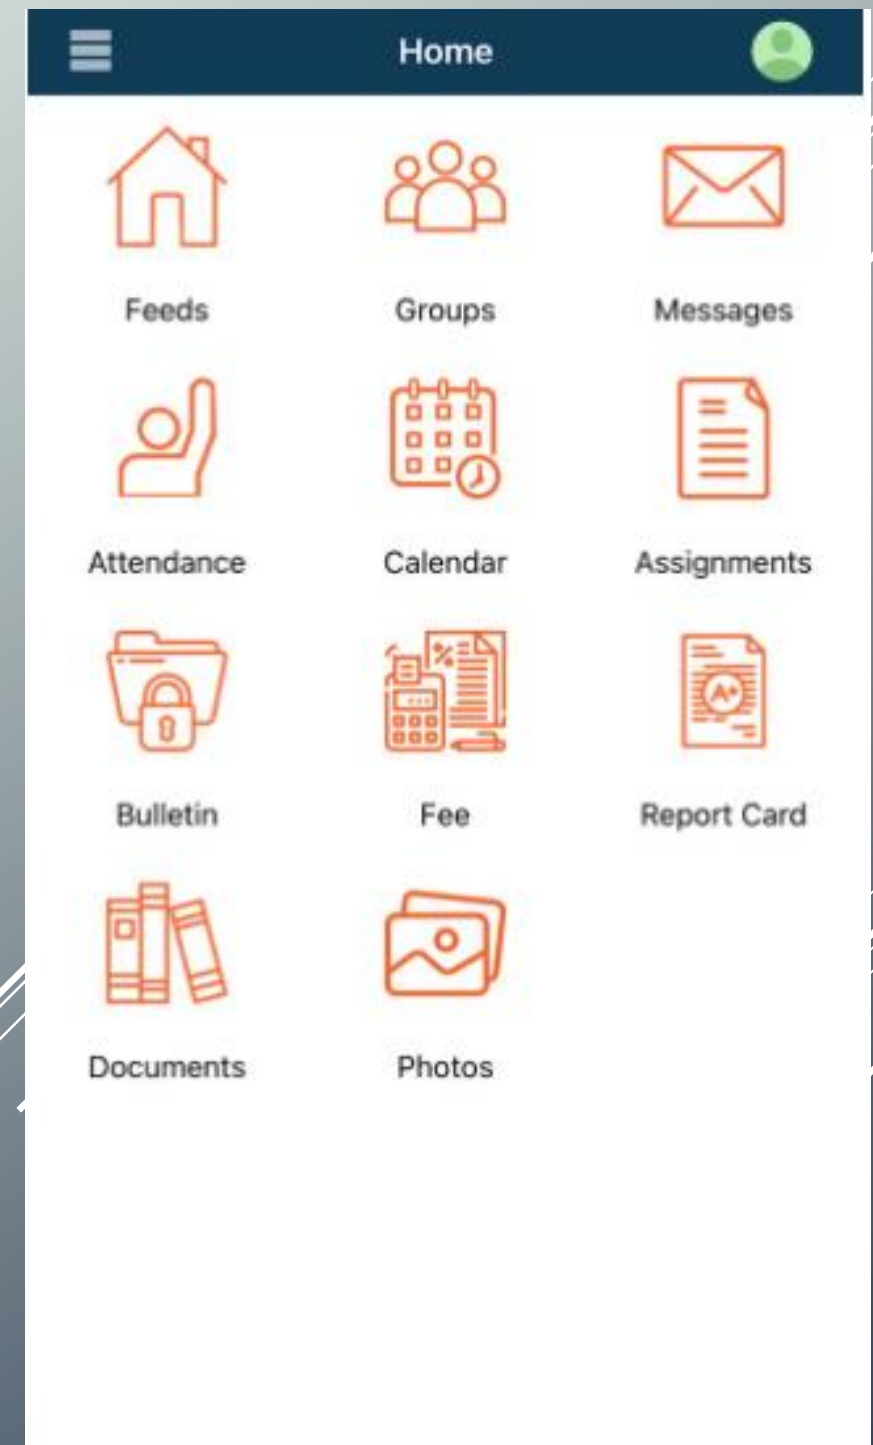 Home
Feeds Groups Messages
Attendance Calendar Assignments
A+
Bulletin Fee Report Card
Documents Photos